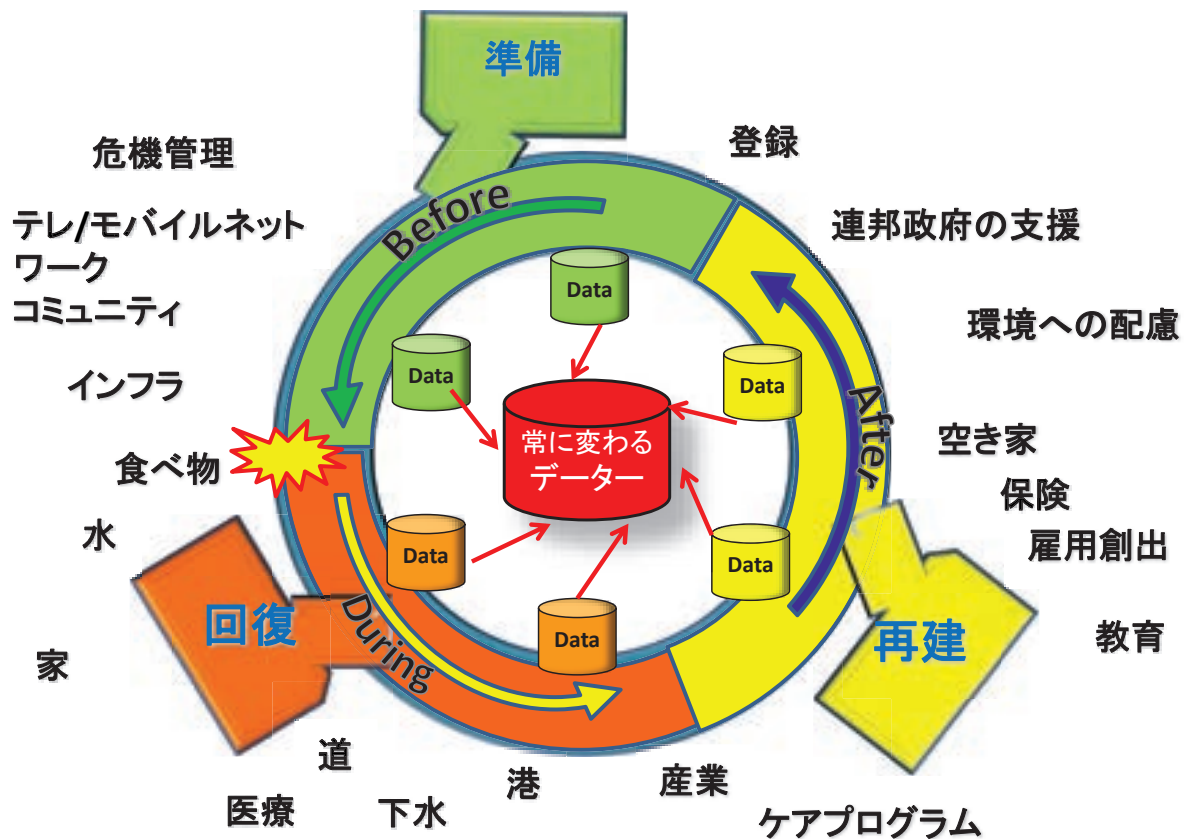 準備
登録
危機管理
Before
連邦政府の支援
テレ/モバイルネット
ワーク
コミュニティ
Data
環境への配慮
インフラ
Data
Data
After
常に変わる
データー
空き家
食べ物
保険
水
雇用創出
Data
Data
回復
During
Data
再建
教育
家
道
港
産業
医療
下水
ケアプログラム